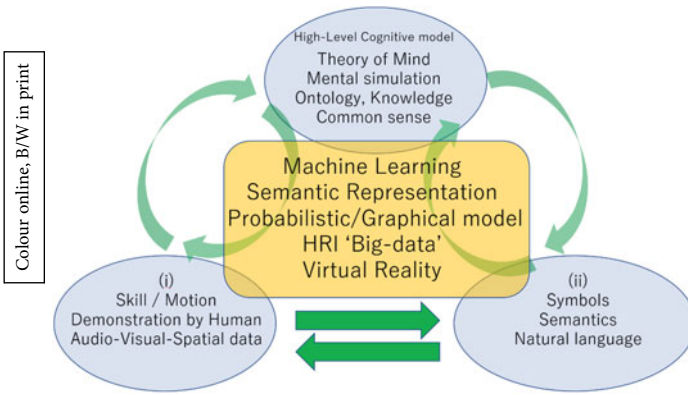 Colour online, B/W in print
High-Level Cognitive model
Theory of Mind
Mental simulation
Ontology, Knowledge
Common sense
Machine Learning
Semantic Representation
Probabilistic/Graphical model
HRI ‘Big-data’
Virtual Reality
(i)
Skill / Motion
Demonstration by Human
Audio-Visual-Spatial data
(ii)
Symbols
Semantics
Natural language